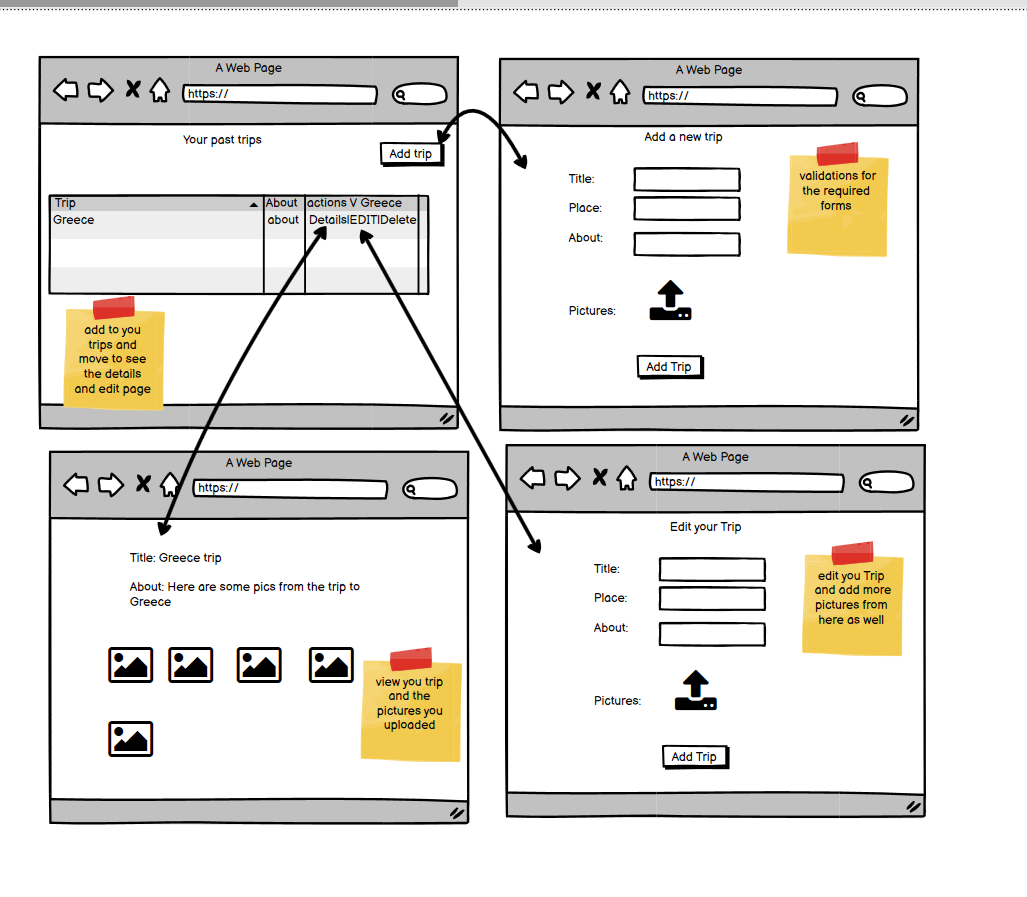 A Web Page
https://
Your past trips
Add trip
Trip About actions V Greece
Greece about Details|EDIT|Delete
add to you
trips and
move to see
the details
and edit page
A Web Page
https://
Add a new trip
Title:
Place:
About:
Pictures:
Add Trip
validations for
the required
forms
A Web Page
https://
Title: Greece trip
About: Here are some pics from the trip to
Greece
view you trip
and the
pictures you
uploaded
A Web Page
https://
Edit your Trip
Title:
Place:
About:
Pictures:
Add Trip
edit you Trip
and add more
pictures from
here as well